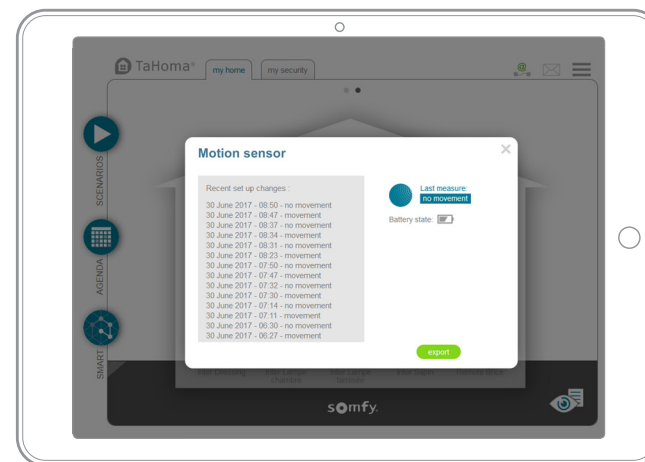 TaHoma®
my home
my security
SCENARIOS
AGENDA
SMART
Motion sensor
Recent set up changes :
30 June 2017 - 08:50 - no movement
30 June 2017 - 08:47 - movement
30 June 2017 - 08:37 - no movement
30 June 2017 - 08:34 - movement
30 June 2017 - 08:31 - no movement
30 June 2017 - 08:23 - movement
30 June 2017 - 07:50 - no movement
30 June 2017 - 07:47 - movement
30 June 2017 - 07:32 - no movement
30 June 2017 - 07:30 - movement
30 June 2017 - 07:14 - no movement
30 June 2017 - 07:11 - movement
30 June 2017 - 06:30 - no movement
30 June 2017 - 06:27 - movement
Last measure:
no movement
Battery state:
export
somfy.